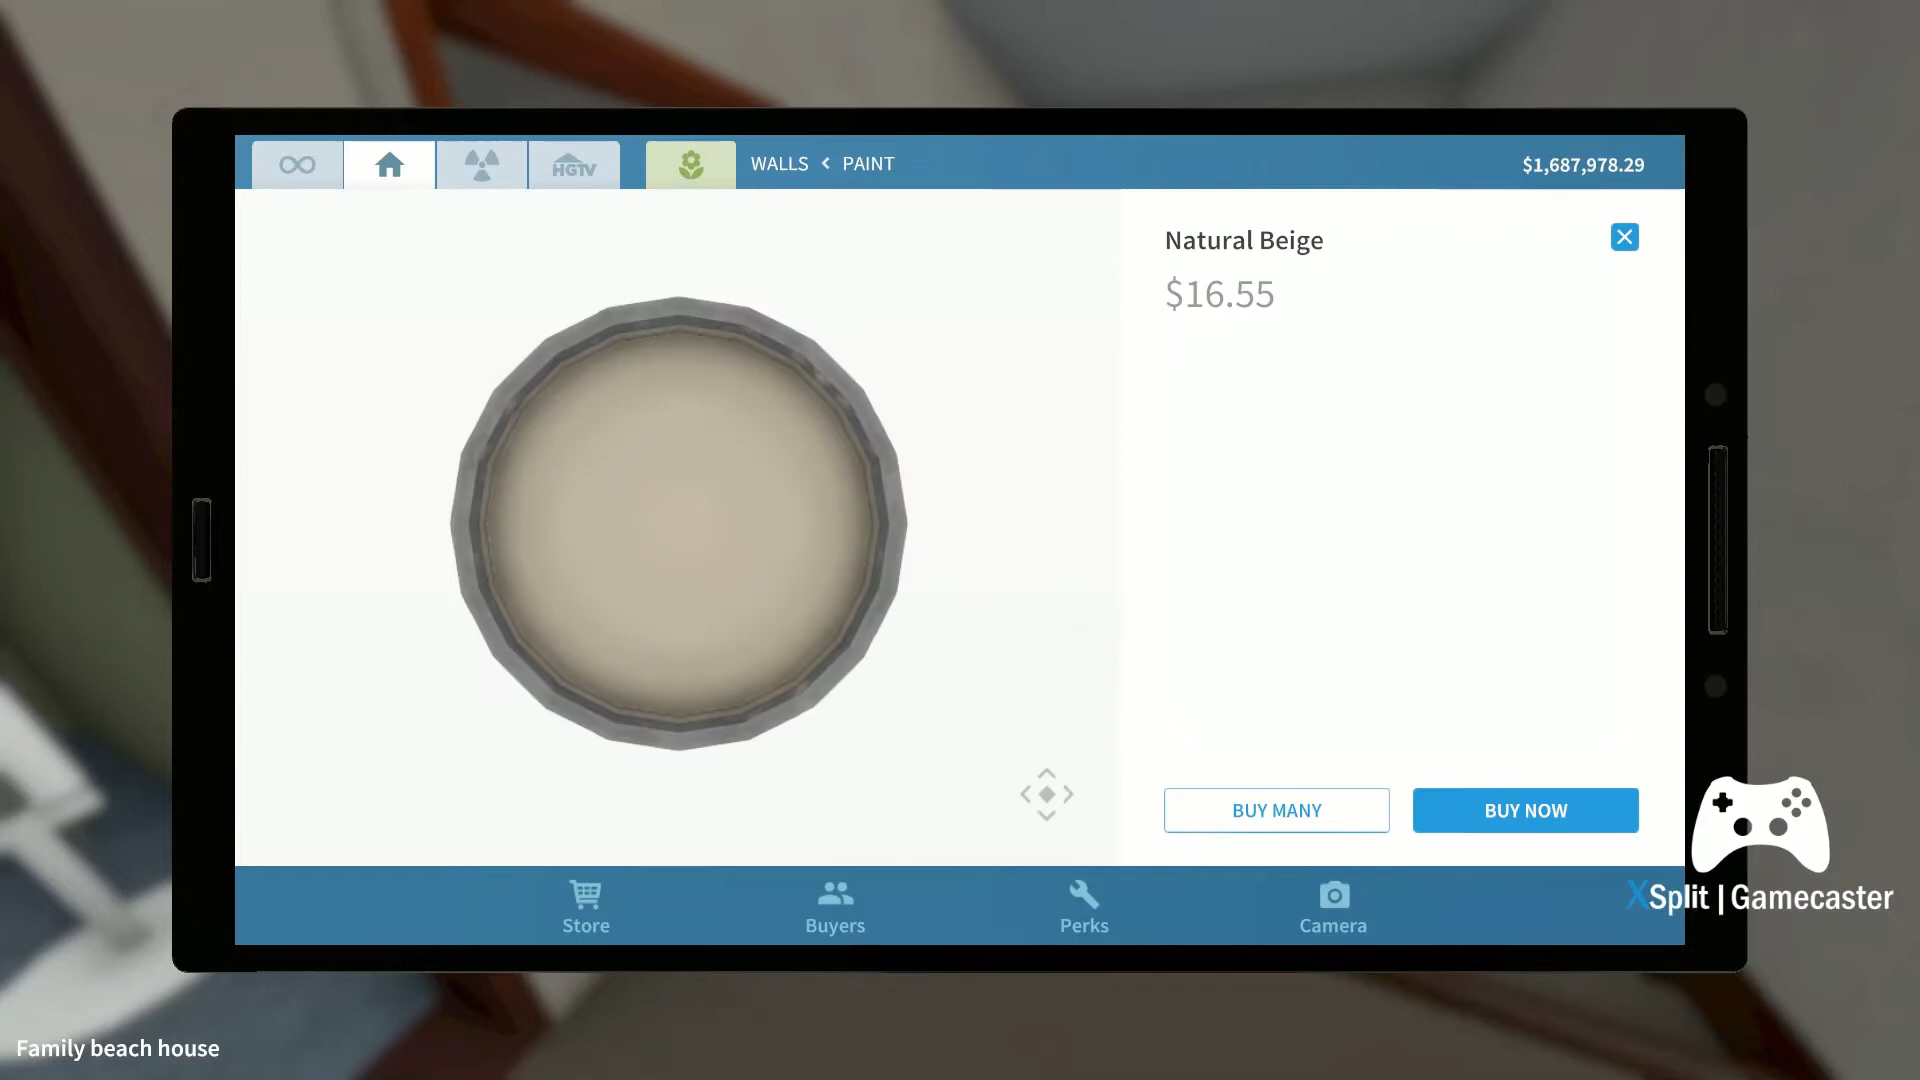 HGTV
WALLS < PAINT
$1,687,978.29
Natural Beige
$16.55
BUY MANY
BUY NOW
Store
Buyers
Perks
Camera
XSplit | Gamecaster
Family beach house